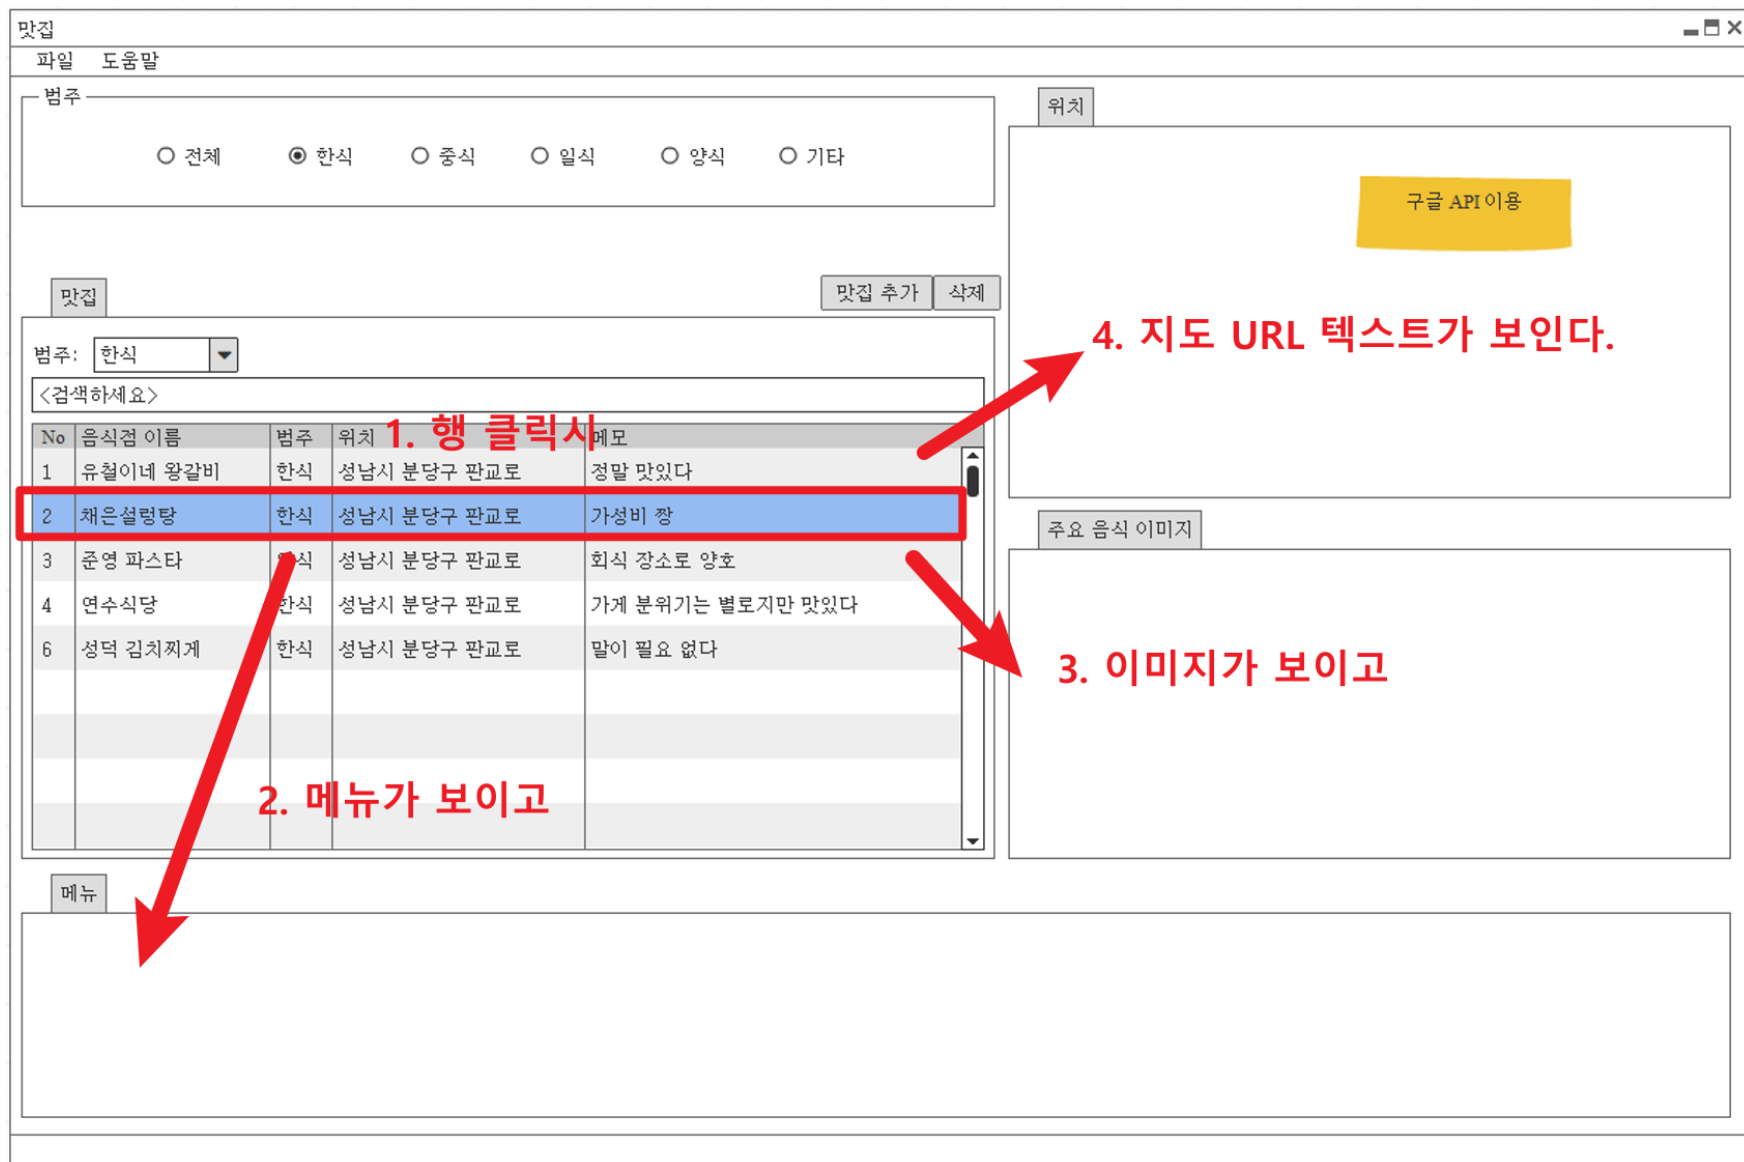 맛집
파일 도움말
범주
전체 한식 중식 일식 양식 기타
위치
구글 API 이용
맛집
맛집 추가 삭제
범주: 한식
<검색하세요>
No 음식점 이름 범주 위치 메모
1. 행 클릭시
1 유철이네 왕갈비 한식 성남시 분당구 판교로 정말 맛있다
2 채은설렁탕 한식 성남시 분당구 판교로 가성비 짱
3 준영 파스타 성남시 분당구 판교로 회식 장소로 양호
4 연수식당 한식 성남시 분당구 판교로 가게 분위기는 별로지만 맛있다
6 성덕 김치찌게 한식 성남시 분당구 판교로 말이 필요 없다
2. 메뉴가 보이고
4. 지도 URL 텍스트가 보인다.
주요 음식 이미지
3. 이미지가 보이고
메뉴